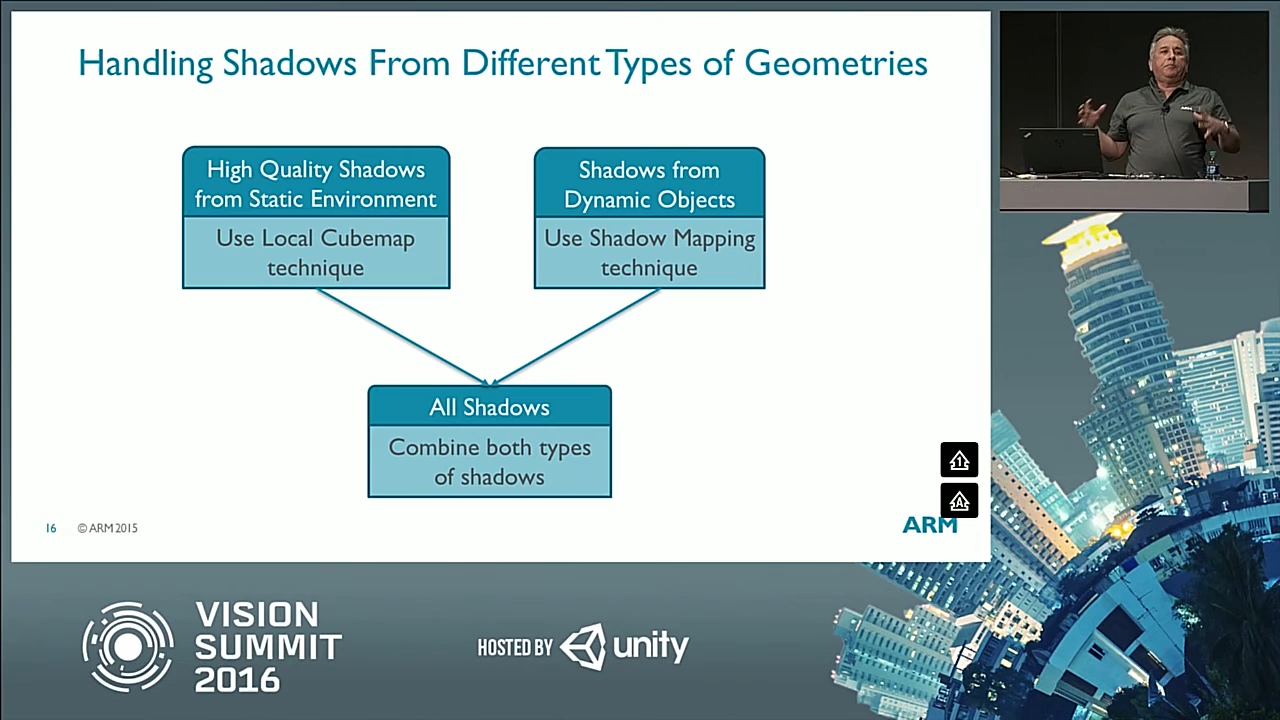 Handling Shadows From Different Types of Geometries
High Quality Shadows
from Static Environment
Use Local Cubemap
technique
Shadows from
Dynamic Objects
Use Shadow Mapping
technique
All Shadows
Combine both types
of shadows
1
A
16 © ARM 2015
ARM
ARM
VISION
SUMMIT
2016
HOSTED BY unity